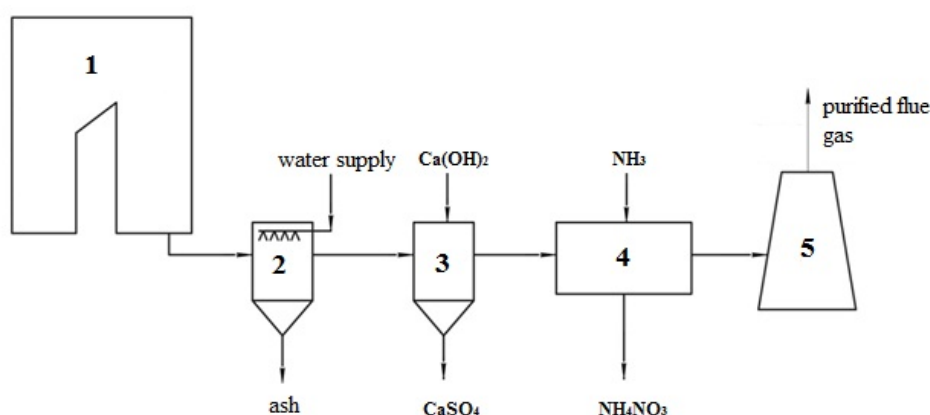 1
purified flue
gas
water supply
Ca(OH)₂
NH₃
2
3
4
5
ash
CaSO₄
NH₄NO₃